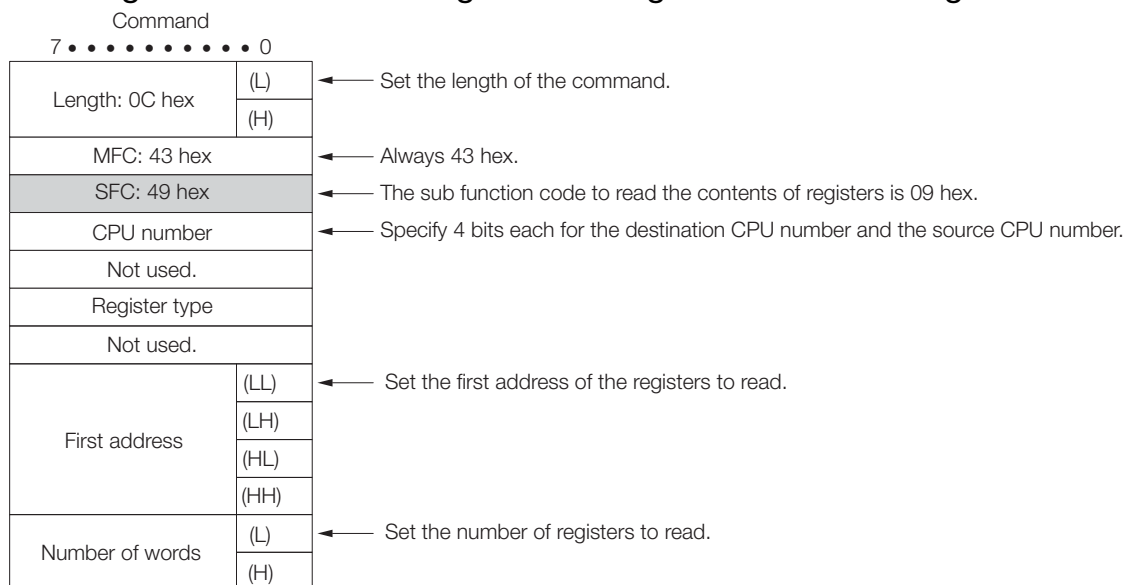 Command
7 • • • • • • • • • • 0
Length: 0C hex (L) Set the length of the command.
(H)
MFC: 43 hex Always 43 hex.
SFC: 49 hex The sub function code to read the contents of registers is 09 hex.
CPU number Specify 4 bits each for the destination CPU number and the source CPU number.
Not used.
Register type
Not used.
First address (LL) Set the first address of the registers to read.
(LH)
(HL)
(HH)
Number of words (L) Set the number of registers to read.
(H)